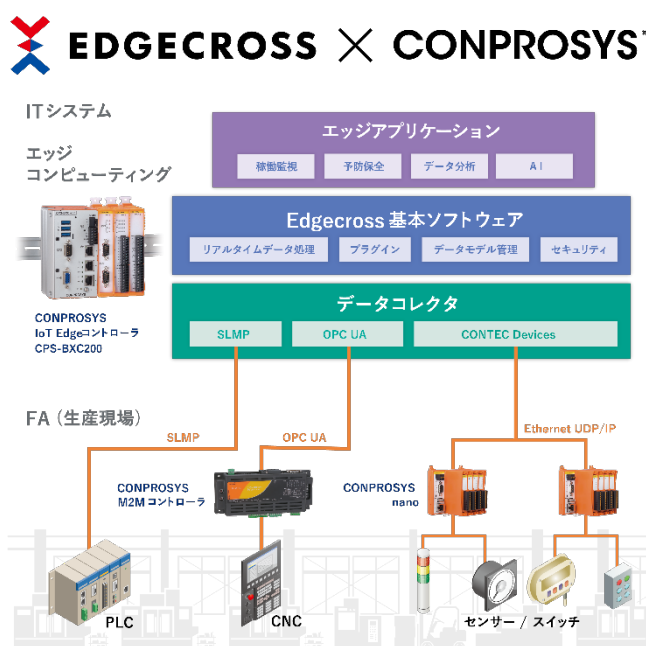 EDGECROSS × CONPROSYS
ITシステム
エッジアプリケーション
稼働監視
予防保全
データ分析
AI
エッジ
コンピューティング
Edgecross 基本ソフトウェア
リアルタイムデータ処理
プラグイン
データモデル管理
セキュリティ
データコレクタ
SLMP
OPC UA
CONTEC Devices
CONPROSYS
IoT Edgeコントローラ
CPS-BXC200
FA（生産現場）
SLMP
OPC UA
Ethernet UDP/IP
CONPROSYS
M2Mコントローラ
CONPROSYS
nano
PLC
CNC
センサー / スイッチ